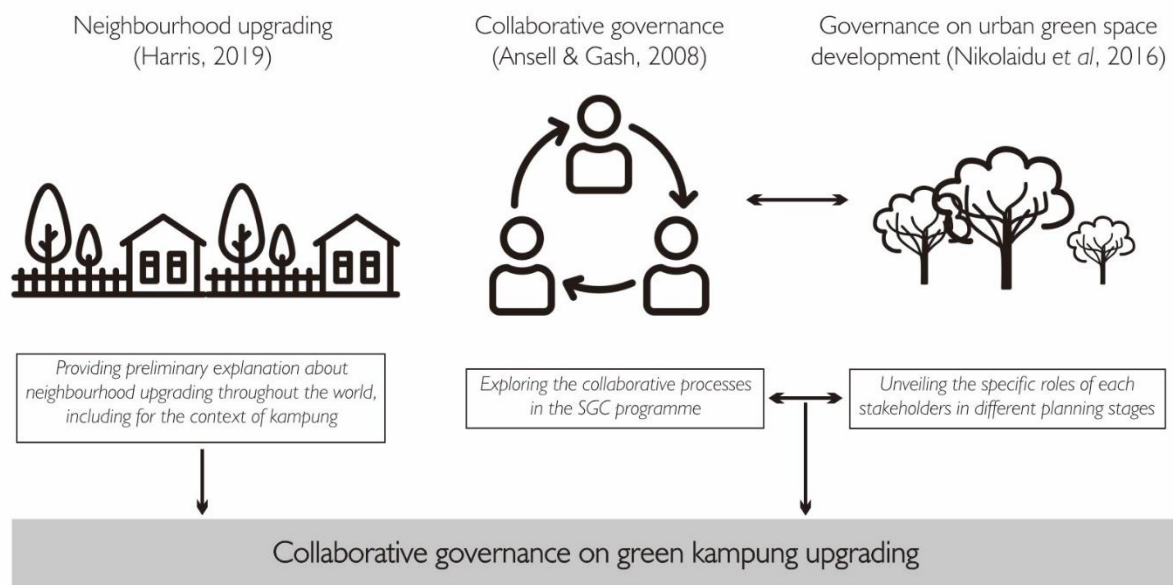 Neighbourhood upgrading
(Harris, 2019)
Collaborative governance
(Ansell & Gash, 2008)
Governance on urban green space
development (Nikolaidu et al, 2016)
Providing preliminary explanation about
neighbourhood upgrading throughout the world,
including for the context of kampung
Exploring the collaborative processes
in the SGC programme
Unveiling the specific roles of each
stakeholders in different planning stages
Collaborative governance on green kampung upgrading